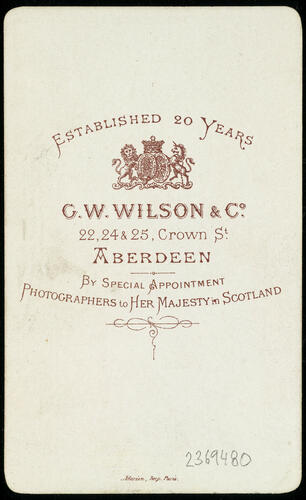 ESTABLISHED 20 YEARS
G. W. WILSON & Co.
22, 24 & 25, Crown St
ABERDEEN
BY SPECIAL APPOINTMENT
PHOTOGRAPHERS to HER MAJESTY in SCOTLAND
2369480
Marion, Imp. Paris.